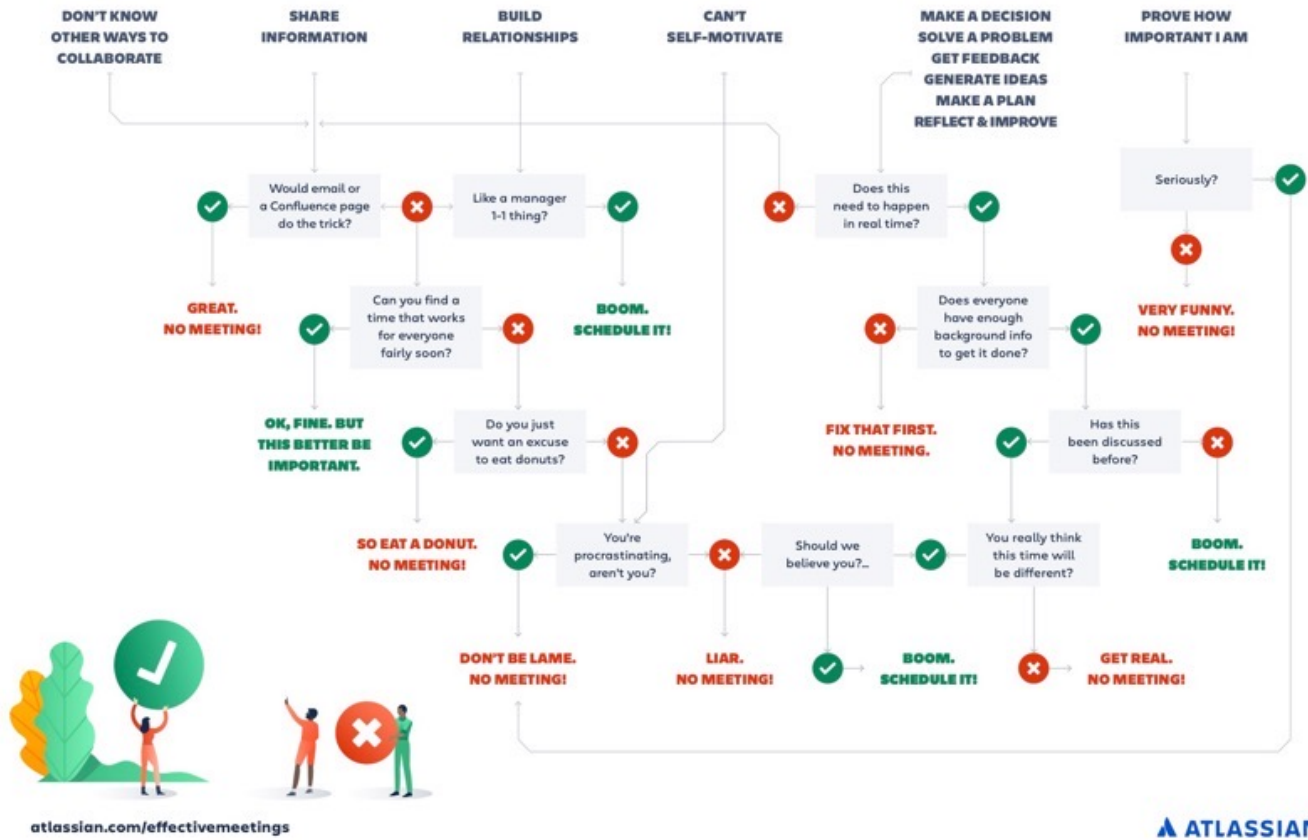 DON'T KNOW
OTHER WAYS TO
COLLABORATE
SHARE
INFORMATION
BUILD
RELATIONSHIPS
CAN'T
SELF-MOTIVATE
MAKE A DECISION
SOLVE A PROBLEM
GET FEEDBACK
GENERATE IDEAS
MAKE A PLAN
REFLECT & IMPROVE
PROVE HOW
IMPORTANT I AM
Would email or
a Confluence page
do the trick?
Like a manager
1-1 thing?
Does this
need to happen
in real time?
Seriously?
GREAT.
NO MEETING!
Can you find a
time that works
for everyone
fairly soon?
BOOM.
SCHEDULE IT!
Does everyone
have enough
background info
to get it done?
VERY FUNNY.
NO MEETING!
OK, FINE. BUT
THIS BETTER BE
IMPORTANT.
Do you just
want an excuse
to eat donuts?
FIX THAT FIRST.
NO MEETING.
Has this
been discussed
before?
SO EAT A DONUT.
NO MEETING!
You're
procrastinating,
aren't you?
Should we
believe you?...
You really think
this time will
be different?
BOOM.
SCHEDULE IT!
DON'T BE LAME.
NO MEETING!
LIAR.
NO MEETING!
BOOM.
SCHEDULE IT!
GET REAL.
NO MEETING!
atlassian.com/effectivemeetings
ATLASSIAN